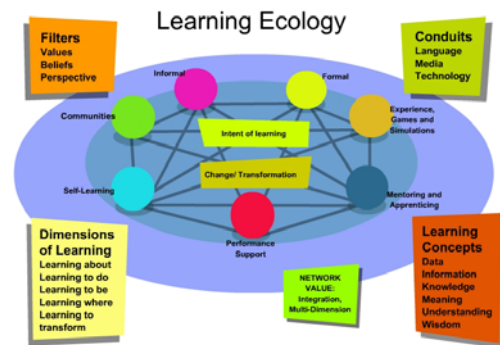 Learning Ecology
Filters
Values
Beliefs
Perspective
Conduits
Language
Media
Technology
Informal
Formal
Communities
Experience,
Games and
Simulations
Intent of learning
Change/ Transformation
Self-Learning
Mentoring and
Apprenticing
Performance
Support
Dimensions
of Learning
Learning about
Learning to do
Learning to be
Learning where
Learning to
transform
NETWORK
VALUE:
Integration,
Multi-Dimension
Learning
Concepts
Data
Information
Knowledge
Meaning
Understanding
Wisdom